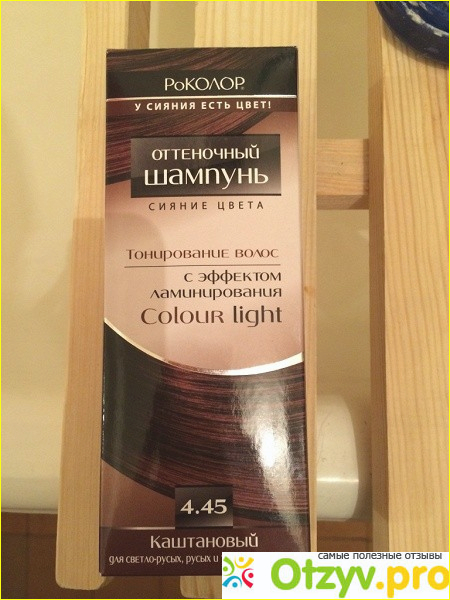 РоКОЛОР®
У СИЯНИЯ ЕСТЬ ЦВЕТ!
ОТТЕНОЧНЫЙ
ШАМПУНЬ
СИЯНИЕ ЦВЕТА
Тонирование волос
с эффектом
ламинирования
Colour light
4.45
Каштановый
для светло-русых, русых и
самые полезные отзывы
Otzyv.pro